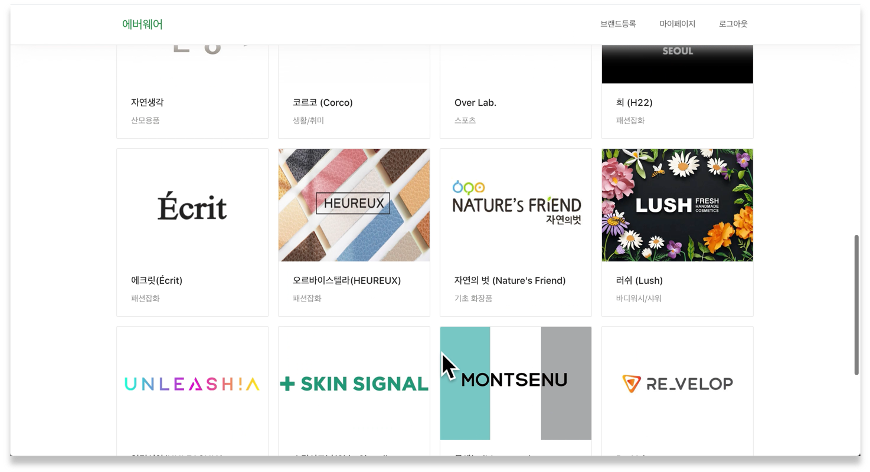 에버웨어
브랜드등록 마이페이지 로그아웃
SEOUL
자연생각
산모용품
코르코 (Corco)
생활/취미
Over Lab.
스포츠
희 (H22)
패션잡화
Écrit
에크릿(Écrit)
패션잡화
HEUREUX
오르바이스텔라(HEUREUX)
패션잡화
NATURE's FRiEND
자연의벗
자연의 벗 (Nature's Friend)
기초 화장품
LUSH FRESH
HANDMADE
COSMETICS
러쉬 (Lush)
바디워시/샤워
UNLEASHIA
SKIN SIGNAL
MONTSENU
RE_VELOP